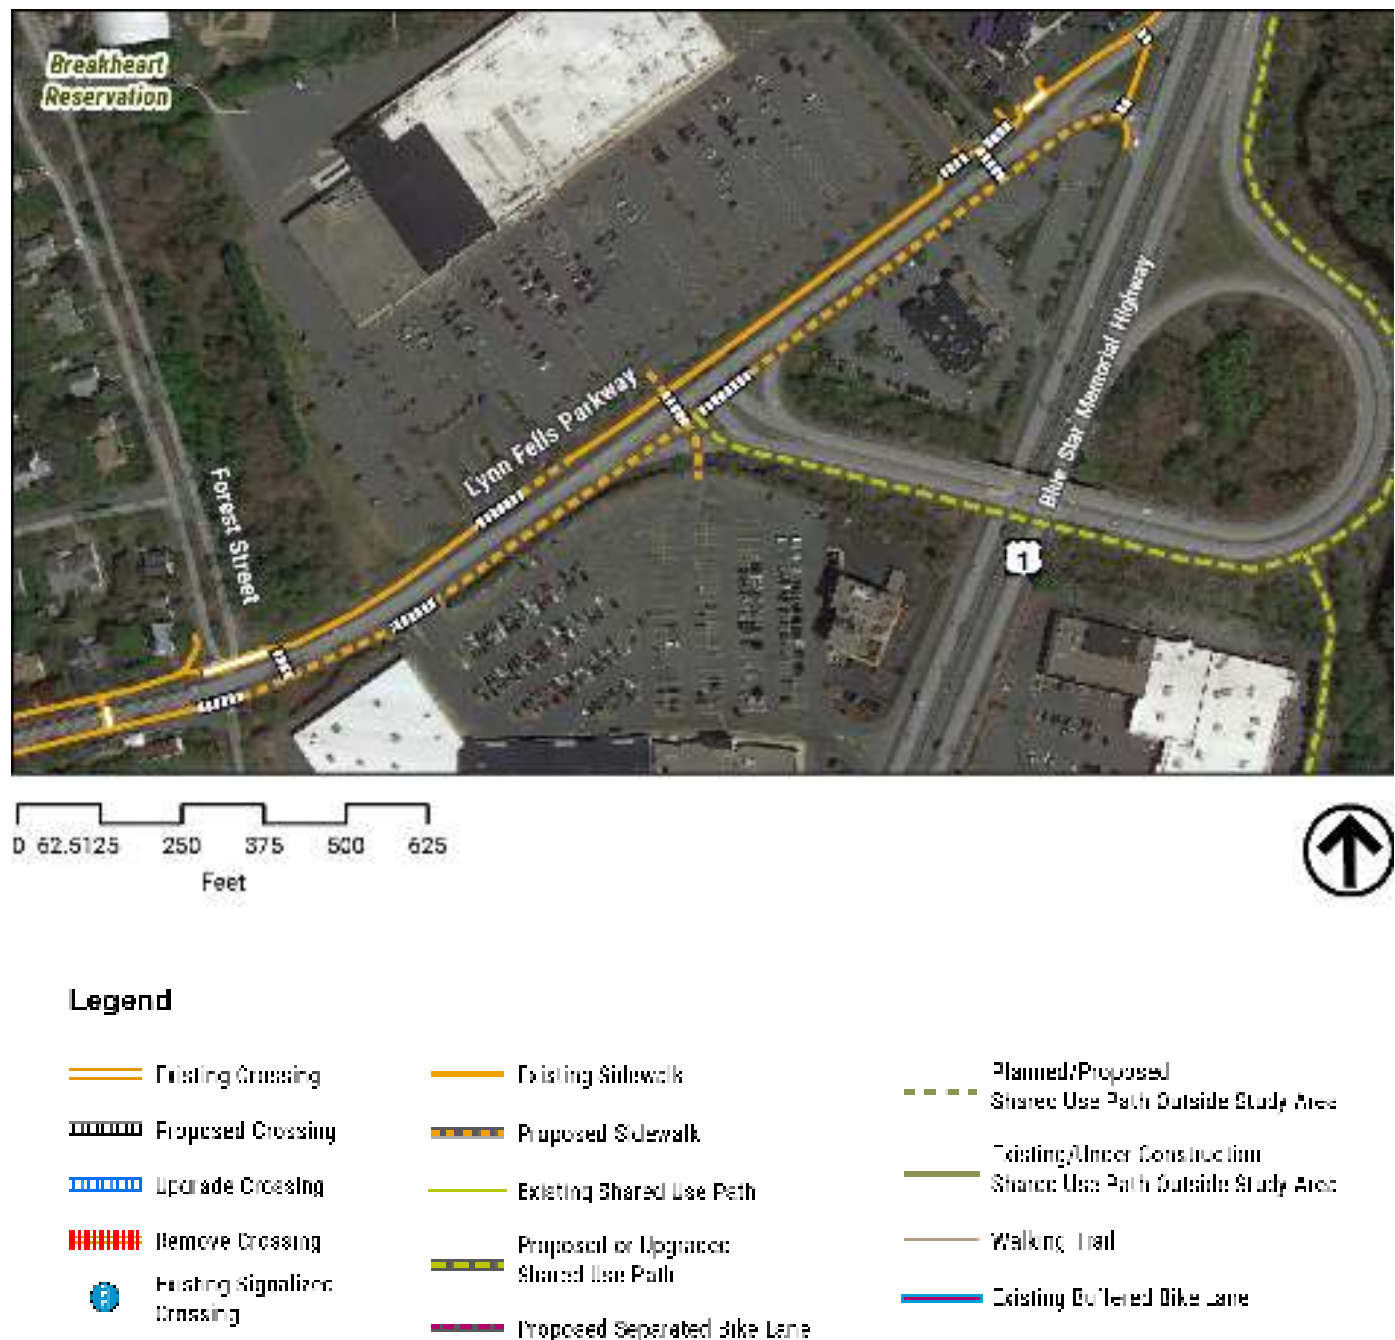 Breakheart
Reservation
Lynn Fells Parkway
Forest Street
Blue Star Memorial Highway
1
0 62.5125 250 375 500 625
Feet
Legend
Existing Crossing
Proposed Crossing
Upgrade Crossing
Remove Crossing
Existing Signalized
Crossing
Existing Sidewalk
Proposed Sidewalk
Existing Shared Use Path
Proposed or Upgraded
Shared Use Path
Proposed Separated Bike Lane
Planned/Proposed
Shared Use Path Outside Study Area
Existing/Under Construction
Shared Use Path Outside Study Area
Walking Trail
Existing Buffered Bike Lane